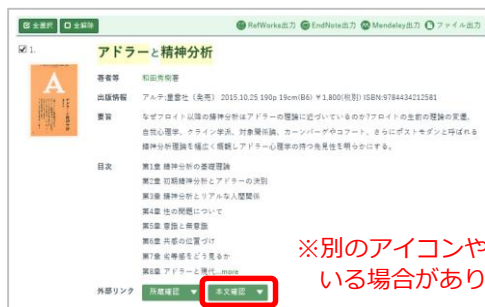 全選択 全解除 RefWorks出力 EndNote出力 Mendeley出力 ファイル出力
1. アドラーと精神分析
A
著者等 和田秀樹著
出版情報 アルテ;星雲社（発売） 2015.10.25 190p 19cm(B6) ￥1,800(税別) ISBN:9784434212581
要旨 なぜフロイト以降の精神分析はアドラーの理論に近づいているのか?フロイトの生前の理論の変遷、
自我心理学、クライン学派、対象関係論、カーンバーグやコフート、さらにポストモダンと呼ばれる
精神分析理論を幅広く概観しアドラー心理学の持つ先見性を明らかにする。
目次 第1章 精神分析の基礎理論
第2章 初期精神分析とアドラーの決別
第3章 精神分析とリアルな人間関係
第4章 性の問題について
第5章 意識と無意識
第6章 共感の位置づけ
第7章 劣等感をどう見るか
第8章 アドラーと現代...more
※別のアイコンや
いる場合があり
外部リンク 所蔵確認 ▼ 本文確認 ▼